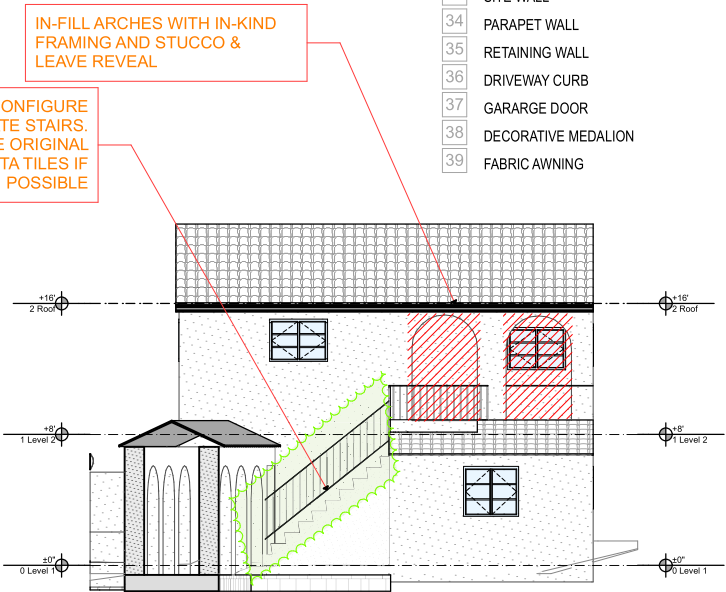 IN-FILL ARCHES WITH IN-KIND
FRAMING AND STUCCO &
LEAVE REVEAL
34 PARAPET WALL
35 RETAINING WALL
36 DRIVEWAY CURB
37 GARARGE DOOR
38 DECORATIVE MEDALION
39 FABRIC AWNING
ONFIGURE
TE STAIRS.
E ORIGINAL
TA TILES IF
POSSIBLE
+16'
2 Roof
+16'
2 Roof
+8'
1 Level 2
+8'
1 Level 2
±0"
0 Level 1
±0"
0 Level 1